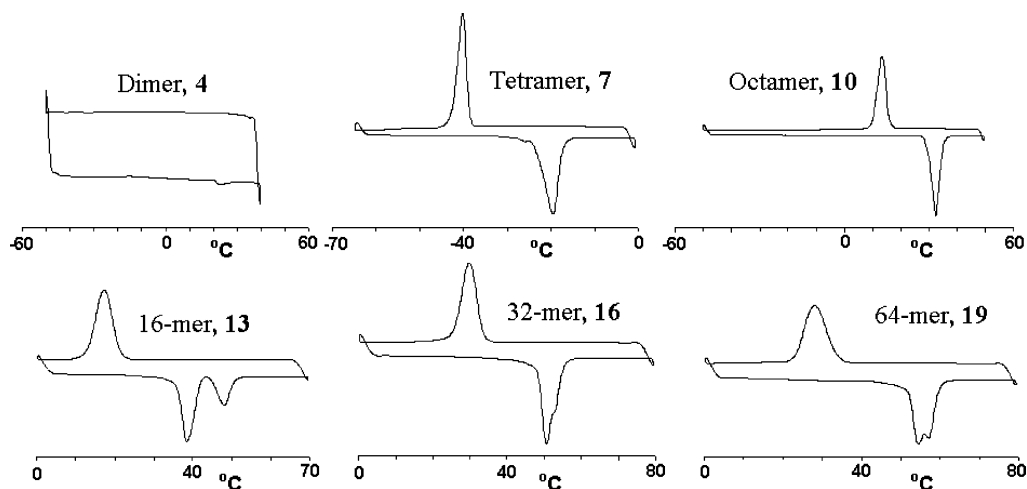 Dimer, 4
Tetramer, 7
Octamer, 10
-60 0 60
°C
-70 -40 0
°C
-60 0 60
°C
16-mer, 13
32-mer, 16
64-mer, 19
0 40 70
°C
0 40 80
°C
0 40 80
°C